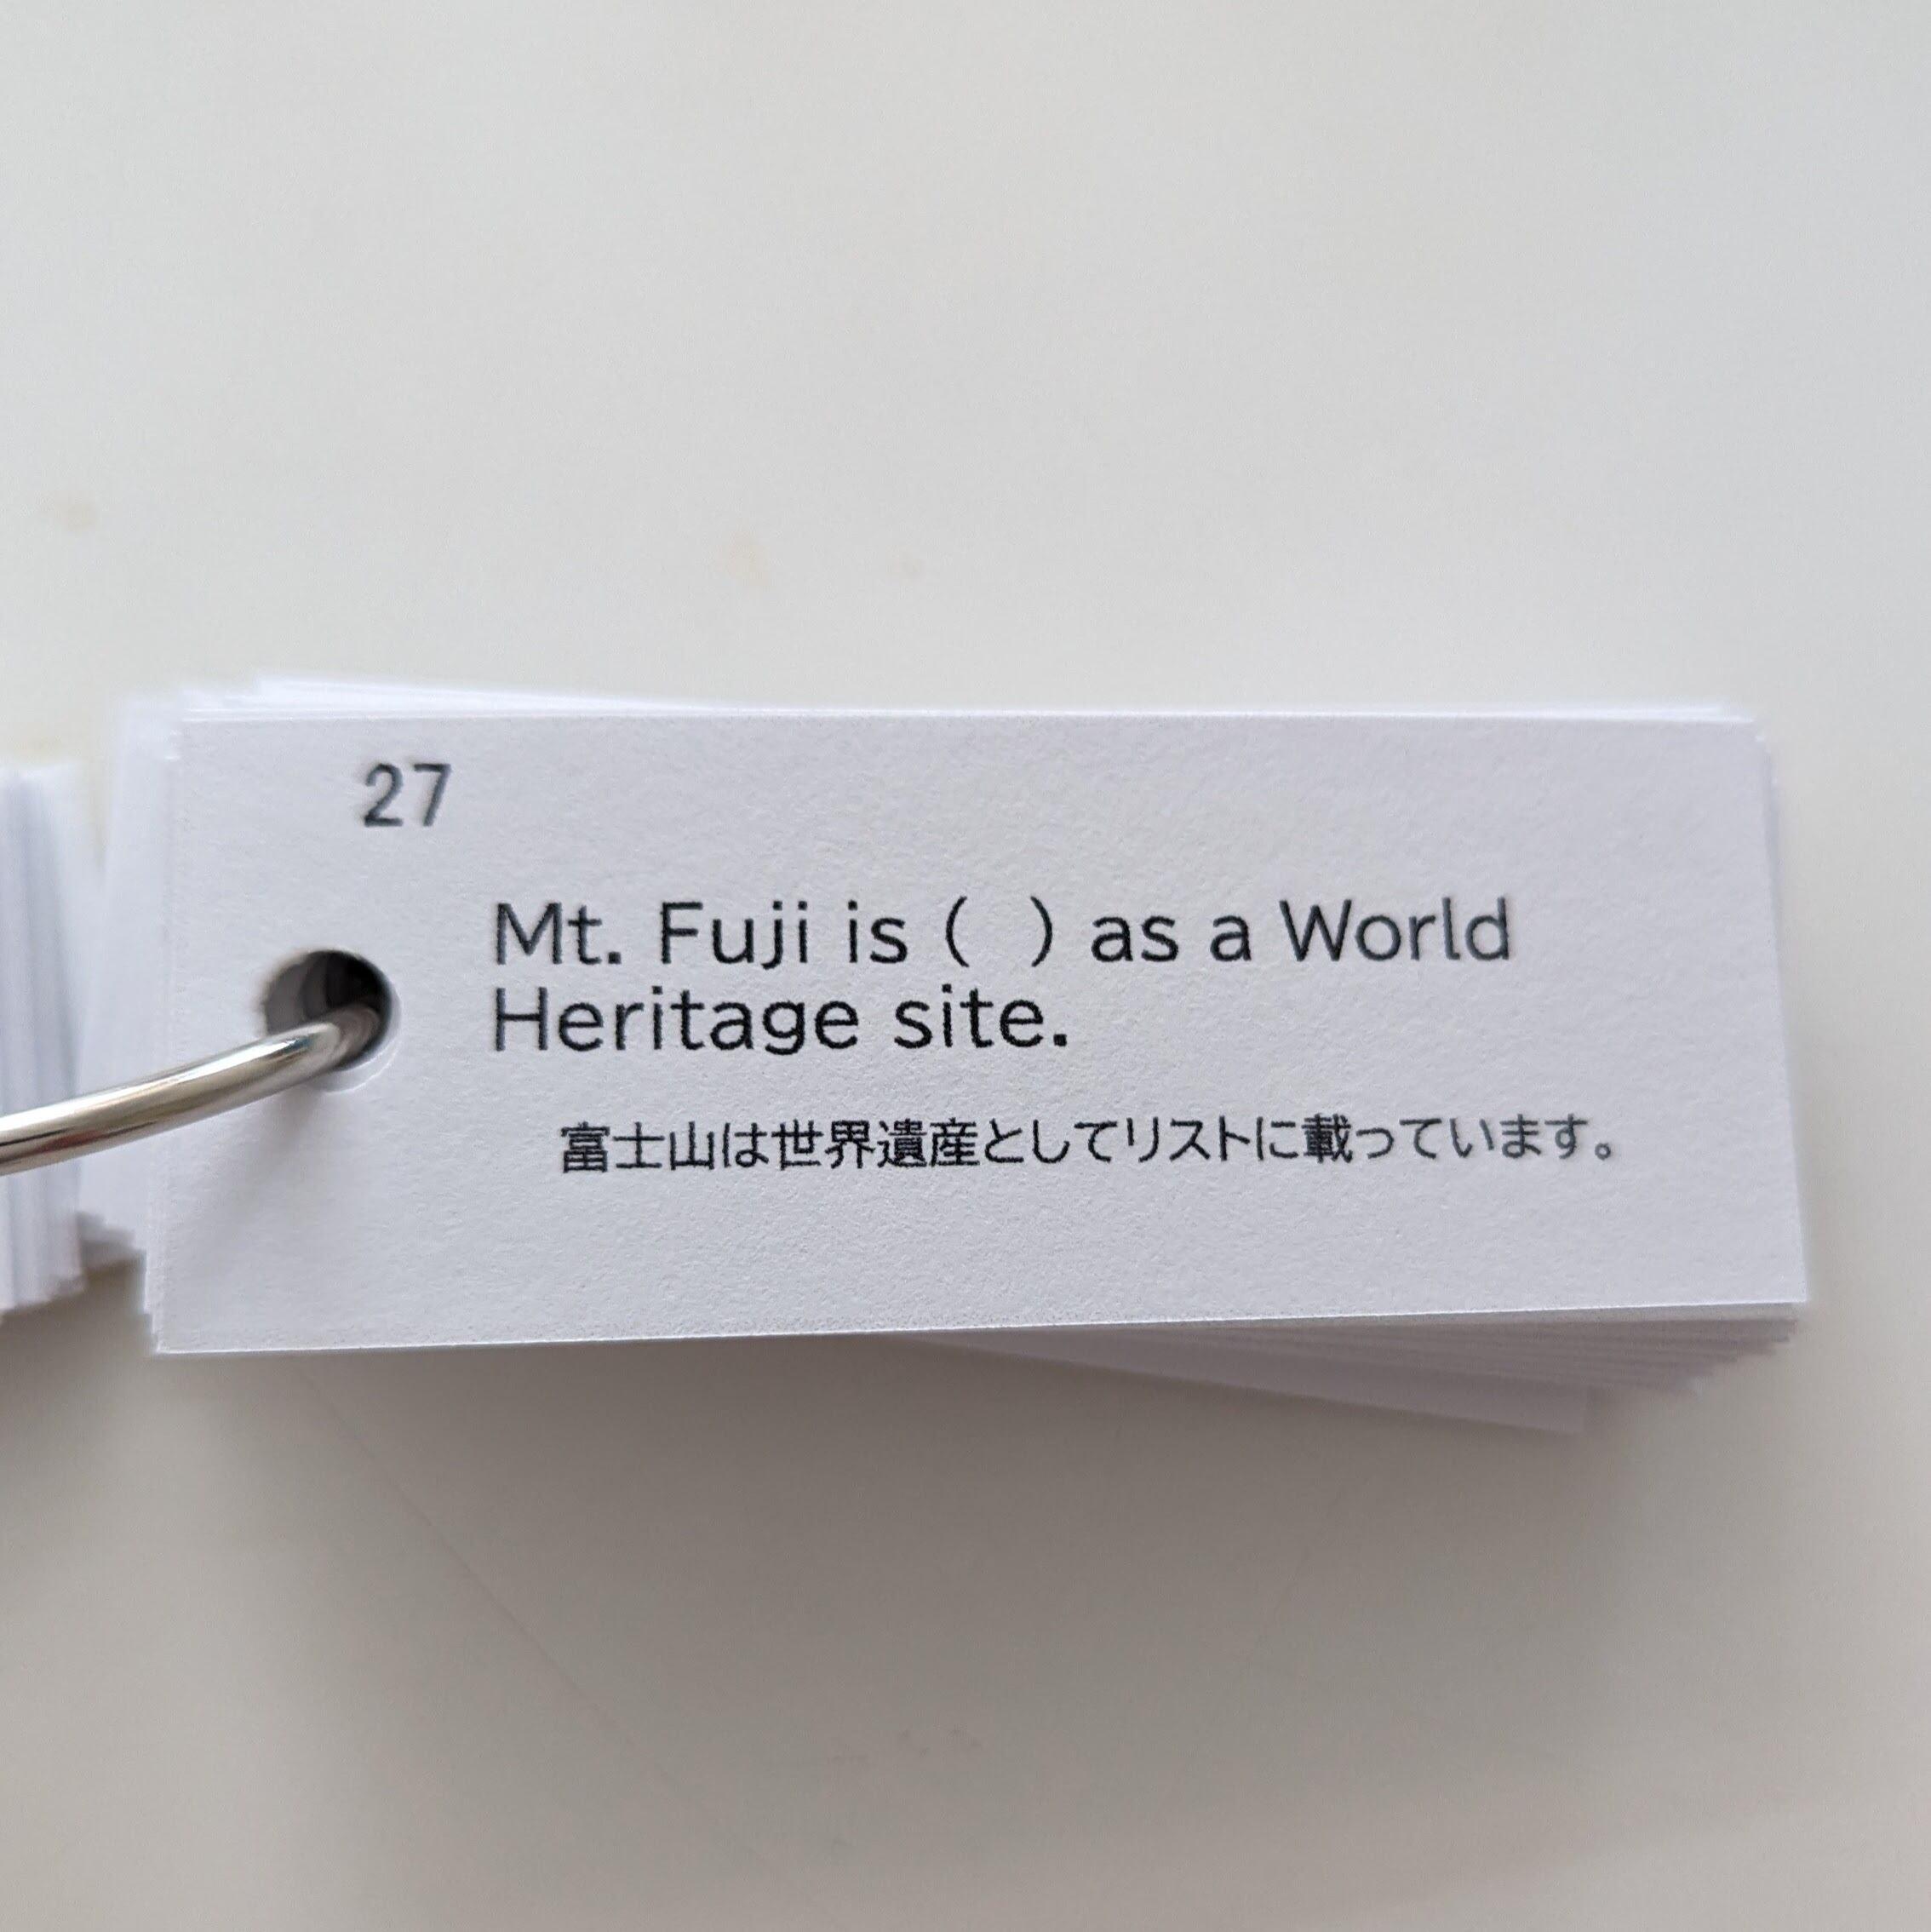 27
Mt. Fuji is (  ) as a World
Heritage site.
富士山は世界遺産としてリストに載っています。